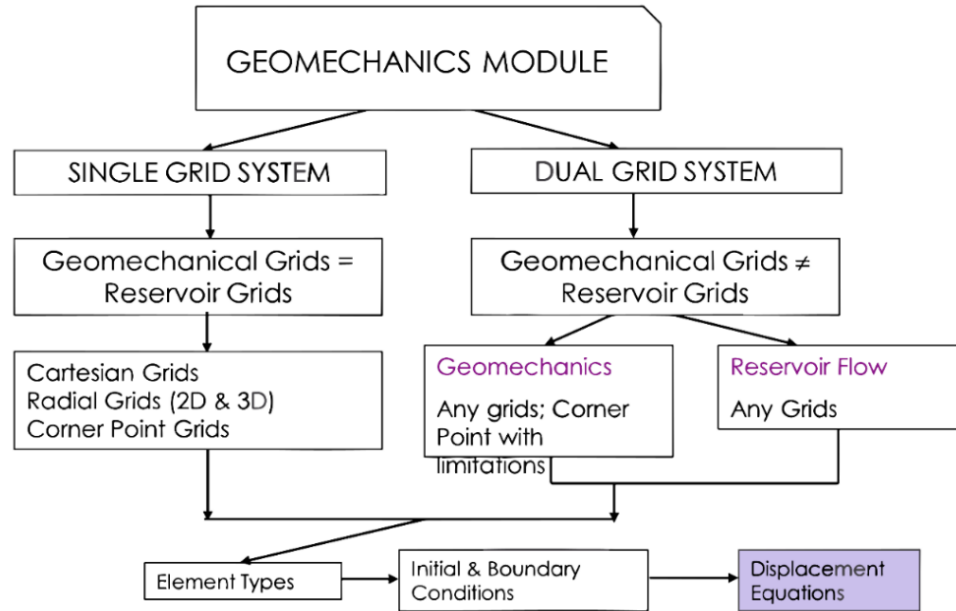 GEOMECHANICS MODULE
SINGLE GRID SYSTEM
DUAL GRID SYSTEM
Geomechanical Grids =
Reservoir Grids
Geomechanical Grids ≠
Reservoir Grids
Cartesian Grids
Radial Grids (2D & 3D)
Corner Point Grids
Geomechanics
Any grids; Corner
Point with
limitations
Reservoir Flow
Any Grids
Element Types
Initial & Boundary
Conditions
Displacement
Equations